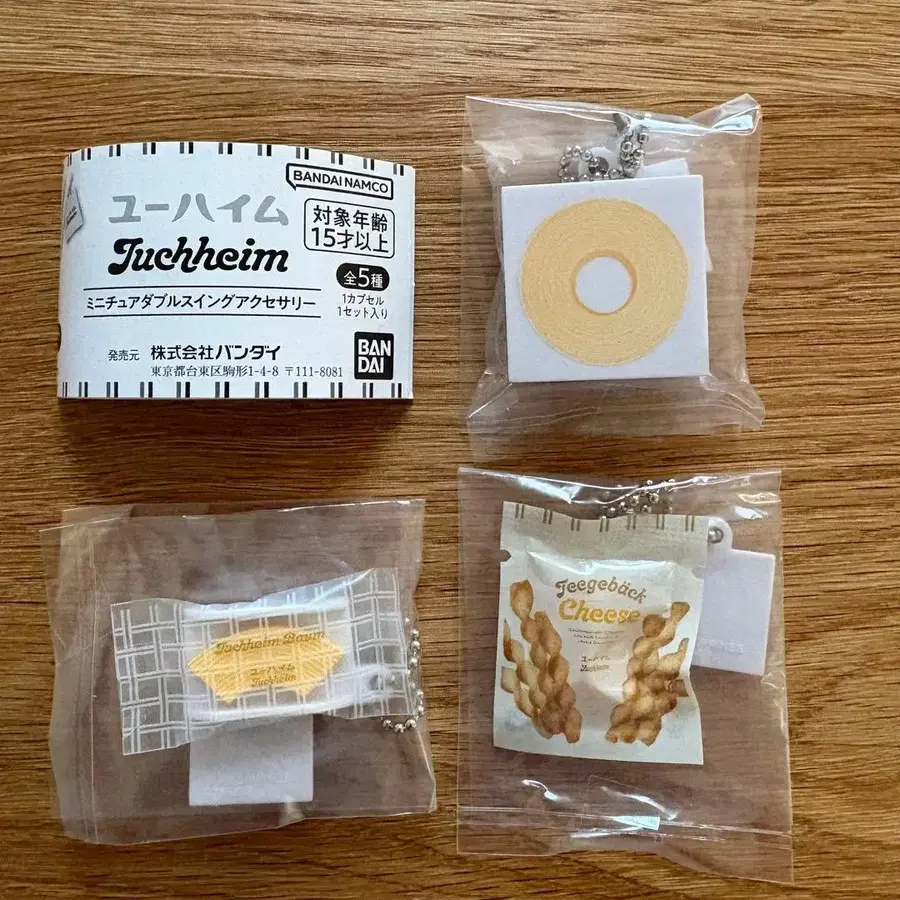 BANDAI NAMCO
ユーハイム
Juchheim
対象年齢
15才以上
全5種
1カプセル
1セット入り
ミニチュアダブルスイングアクセサリー
発売元 株式会社バンダイ
東京都台東区駒形1-4-8 〒111-8081
BAN
DAI
Juchheim Baum
ユーハイム
Juchheim
Teegebäck
Cheese
ユーハイム
Juchheim